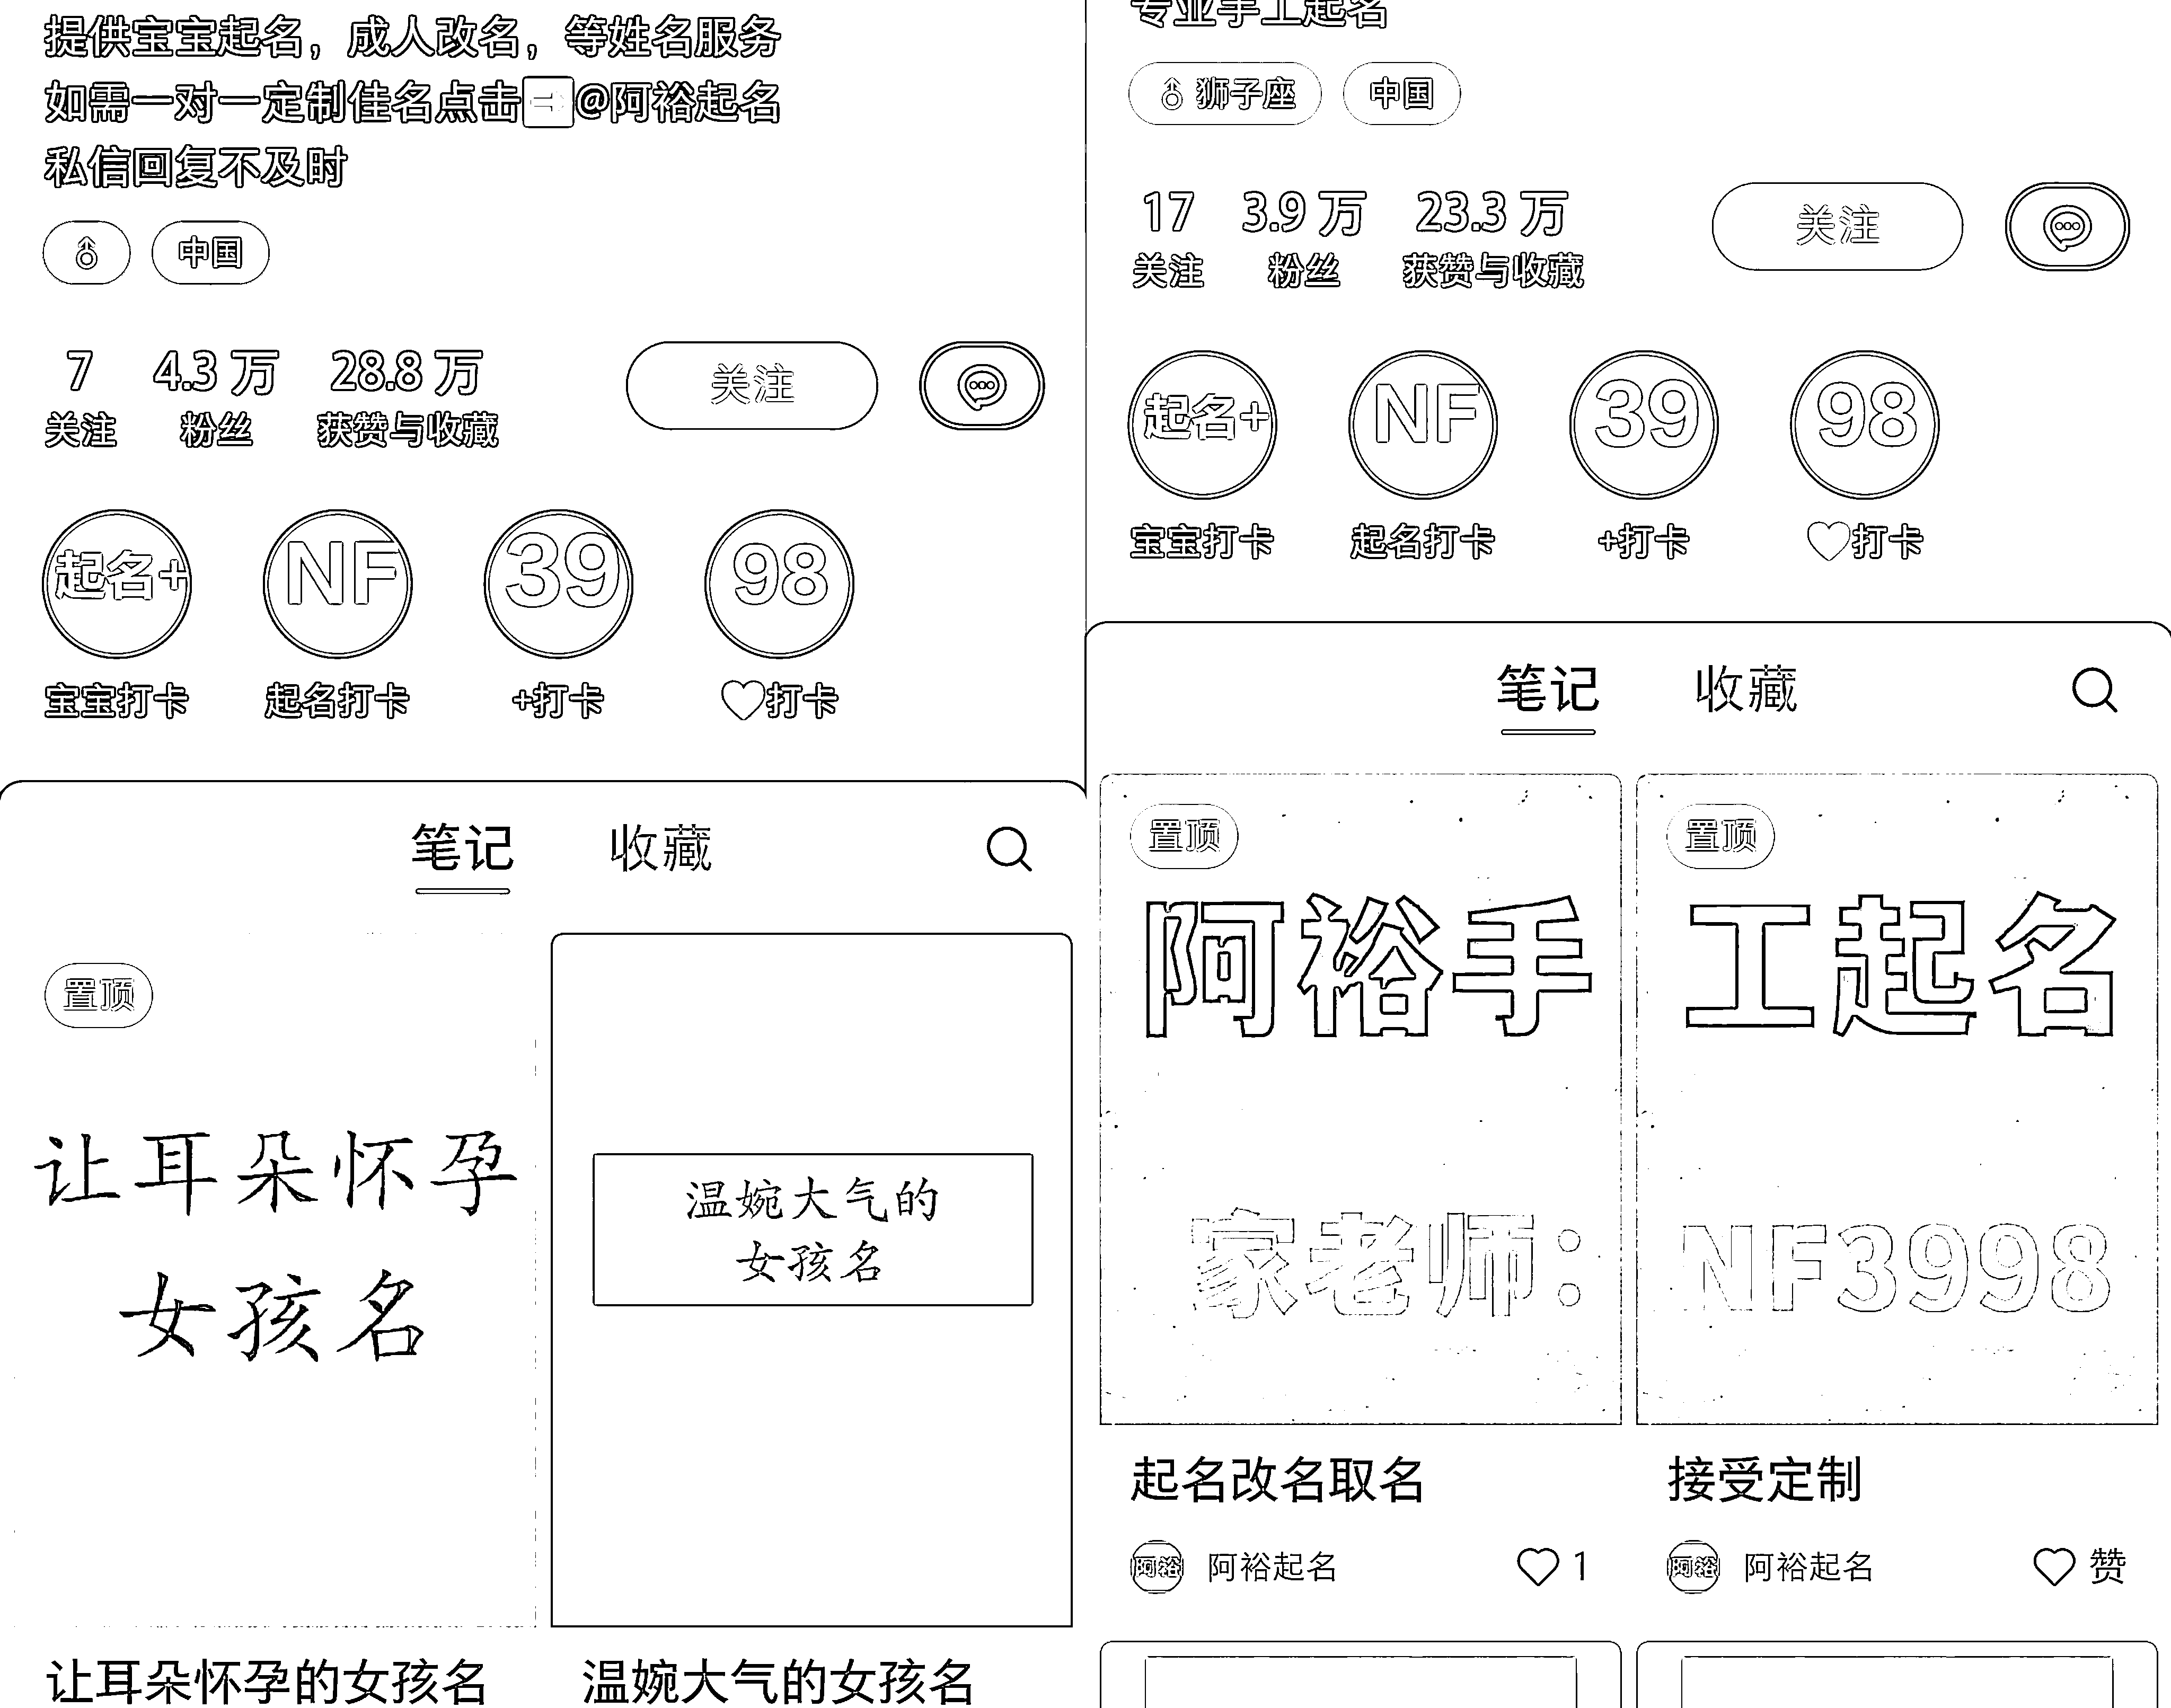 提供宝宝起名，成人改名，等姓名服务
如需一对一定制佳名点击➡@阿裕起名
私信回复不及时
♂ 中国
7 4.3万 28.8万
关注 粉丝 获赞与收藏
关注
起名+ NF 39 98
宝宝打卡 起名打卡 +打卡 ♡打卡
笔记 收藏
置顶
让耳朵怀孕
女孩名
温婉大气的
女孩名
让耳朵怀孕的女孩名
温婉大气的女孩名
专业手工起名
♂ 狮子座 中国
17 3.9万 23.3万
关注 粉丝 获赞与收藏
关注
起名+ NF 39 98
宝宝打卡 起名打卡 +打卡 ♡打卡
笔记 收藏
置顶
阿裕手
家老师：
置顶
工起名
NF3998
起名改名取名
阿裕 阿裕起名 ♡ 1
接受定制
阿裕 阿裕起名 ♡ 赞